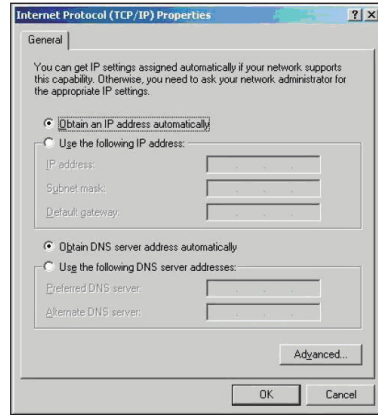 Internet Protocol (TCP/IP) Properties
General
You can get IP settings assigned automatically if your network supports
this capability. Otherwise, you need to ask your network administrator for
the appropriate IP settings.
Obtain an IP address automatically
Use the following IP address:
IP address:
Subnet mask:
Default gateway:
Obtain DNS server address automatically
Use the following DNS server addresses:
Preferred DNS server:
Alternate DNS server:
Advanced...
OK Cancel